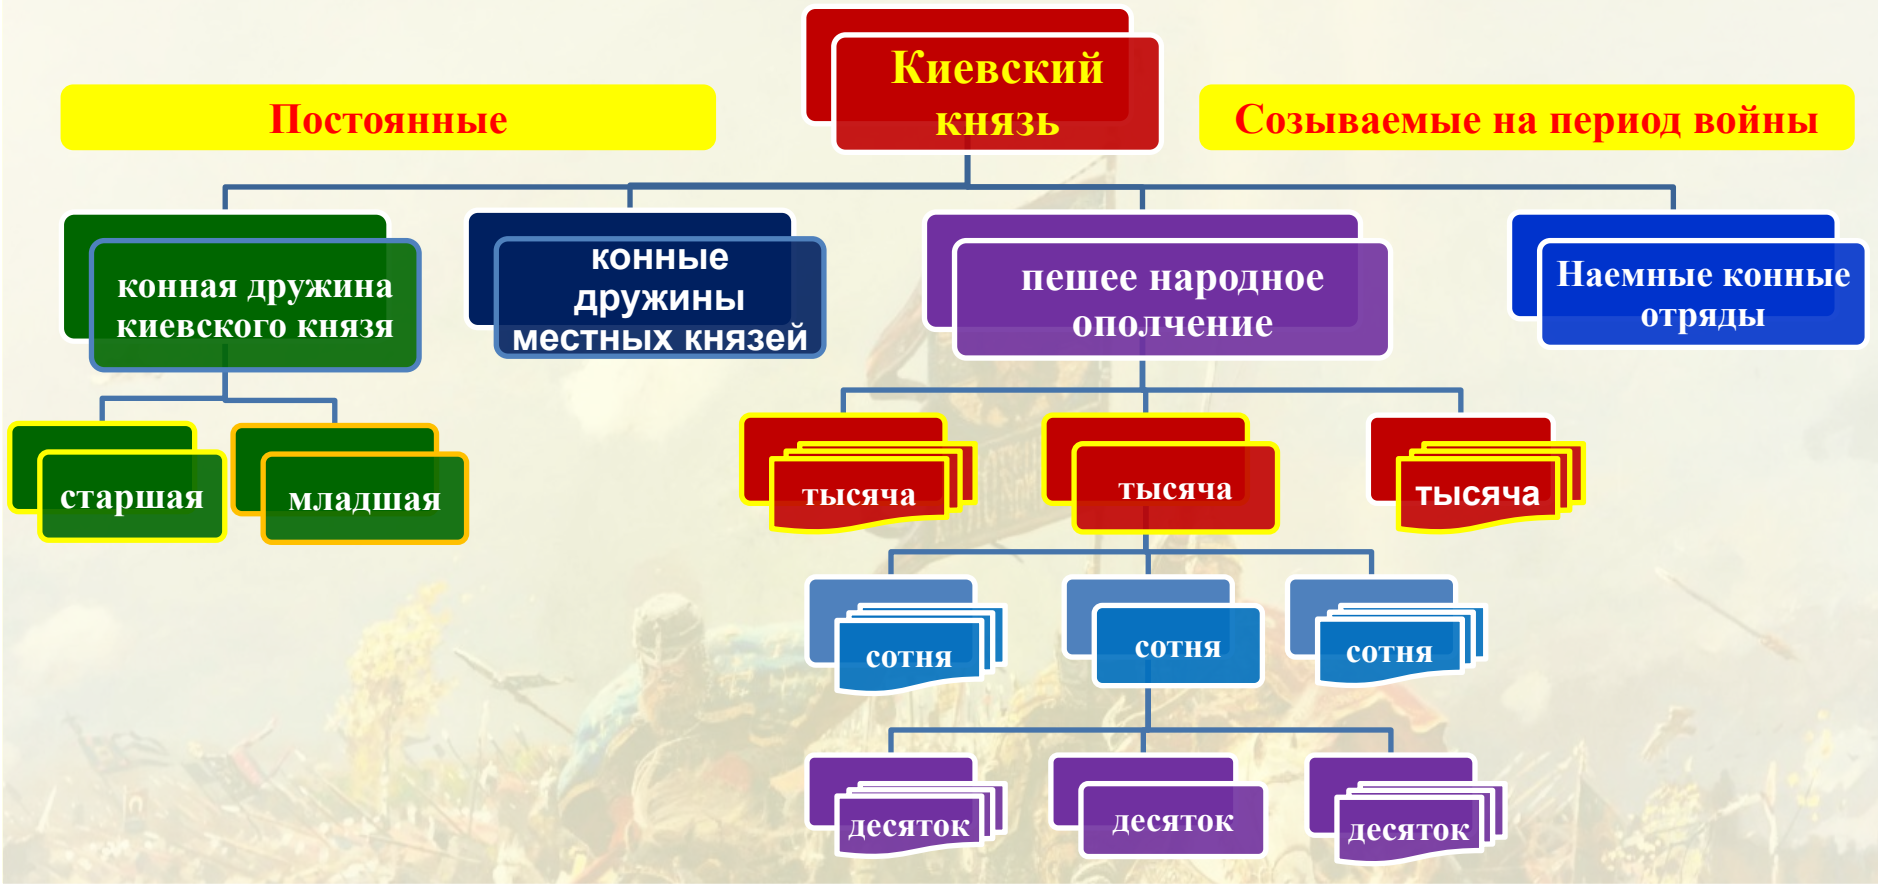 Киевский
князь
Постоянные
Созываемые на период войны
конная дружина
киевского князя
конные
дружины
местных князей
пешее народное
ополчение
Наемные конные
отряды
старшая
младшая
тысяча
тысяча
тысяча
сотня
сотня
сотня
десяток
десяток
десяток